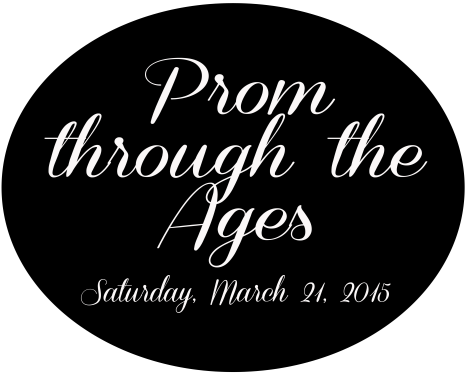 Prom
through the
Ages
Saturday, March 21, 2015